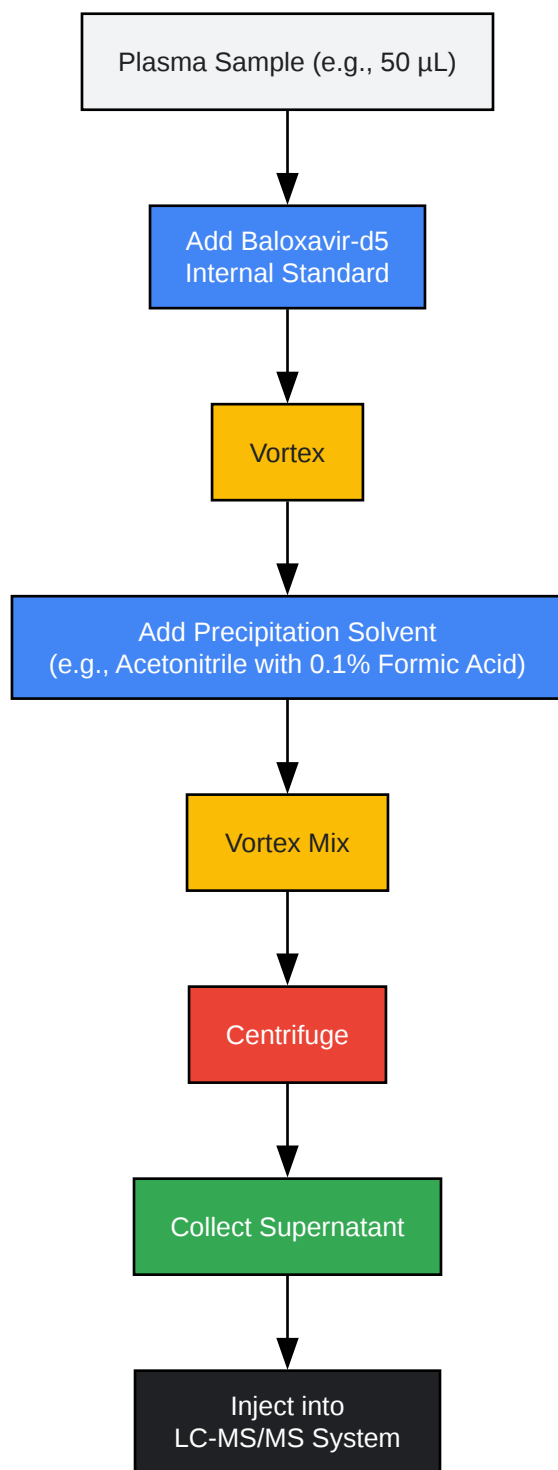 Plasma Sample (e.g., 50 µL)
Add Baloxavir-d5
Internal Standard
Vortex
Add Precipitation Solvent
(e.g., Acetonitrile with 0.1% Formic Acid)
Vortex Mix
Centrifuge
Collect Supernatant
Inject into
LC-MS/MS System